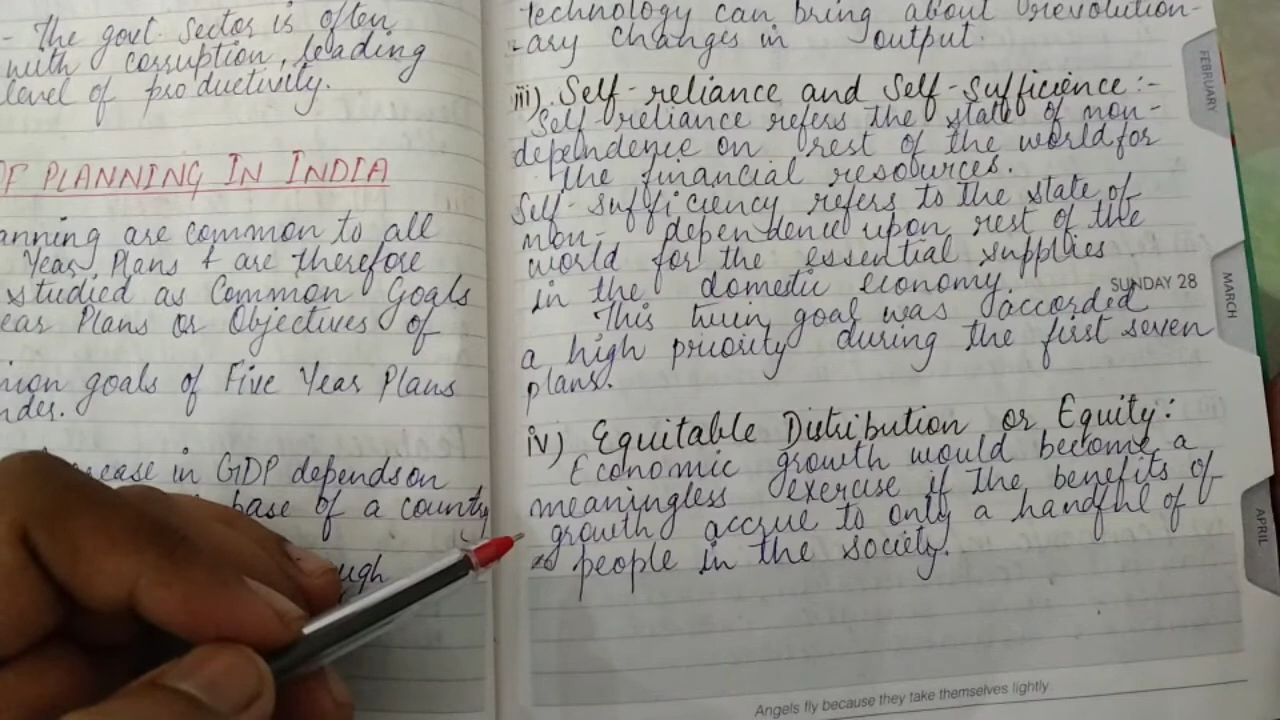 - The govt. sector is often
with corruption, leading
level of productivity.
OF PLANNING IN INDIA
anning are common to all
Year Plans & are therefore
studied as Common Goals
ear Plans or Objectives of
mon goals of Five Year Plans
nder.
ease in GDP depends on
base of a country
ugh
technology can bring about revolution-
ary changes in output.
iii) Self-reliance and Self-Sufficience:-
Self-reliance refers the state of non-
dependence on rest of the world for
the financial resources.
Self-sufficiency refers to the state of
non-dependence upon rest of the
world for the essential supplies
in the domestic economy.
SUNDAY 28
This twin goal was accorded
a high priority during the first seven
plans.
iv) Equitable Distribution or Equity:
Economic growth would become a
meaningless exercise if the benefits of
growth accrue to only a handful of
people in the society.
Angels fly because they take themselves lightly
FEBRUARY
MARCH
APRIL